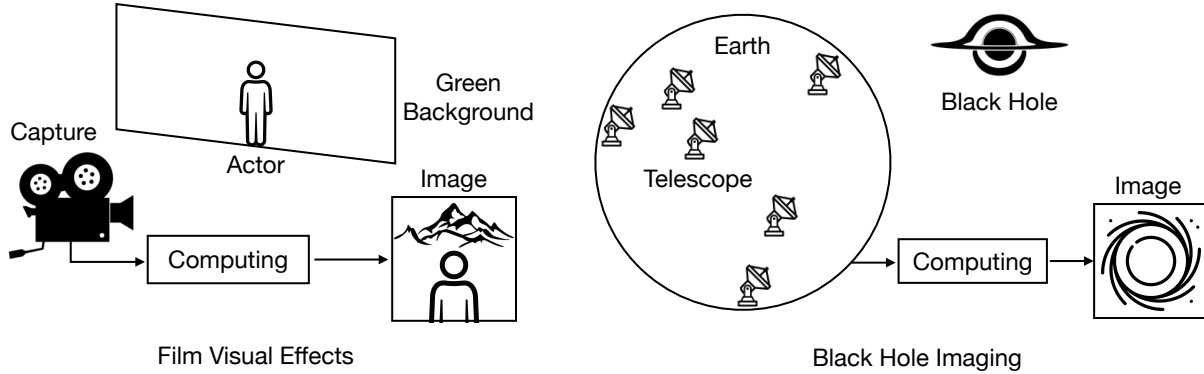 Capture
Actor
Green
Background
Computing
Image
Film Visual Effects
Earth
Telescope
Black Hole
Computing
Image
Black Hole Imaging